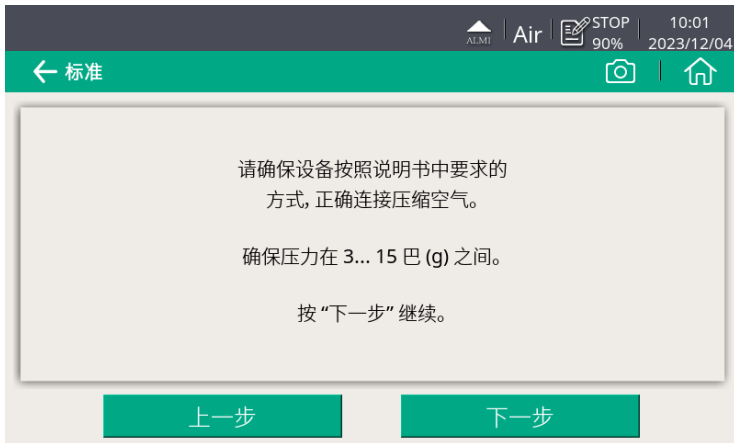 ALM1
Air
STOP
90%
10:01
2023/12/04
标准
请确保设备按照说明书中要求的
方式, 正确连接压缩空气。
确保压力在 3... 15 巴 (g) 之间。
按 “下一步” 继续。
上一步
下一步